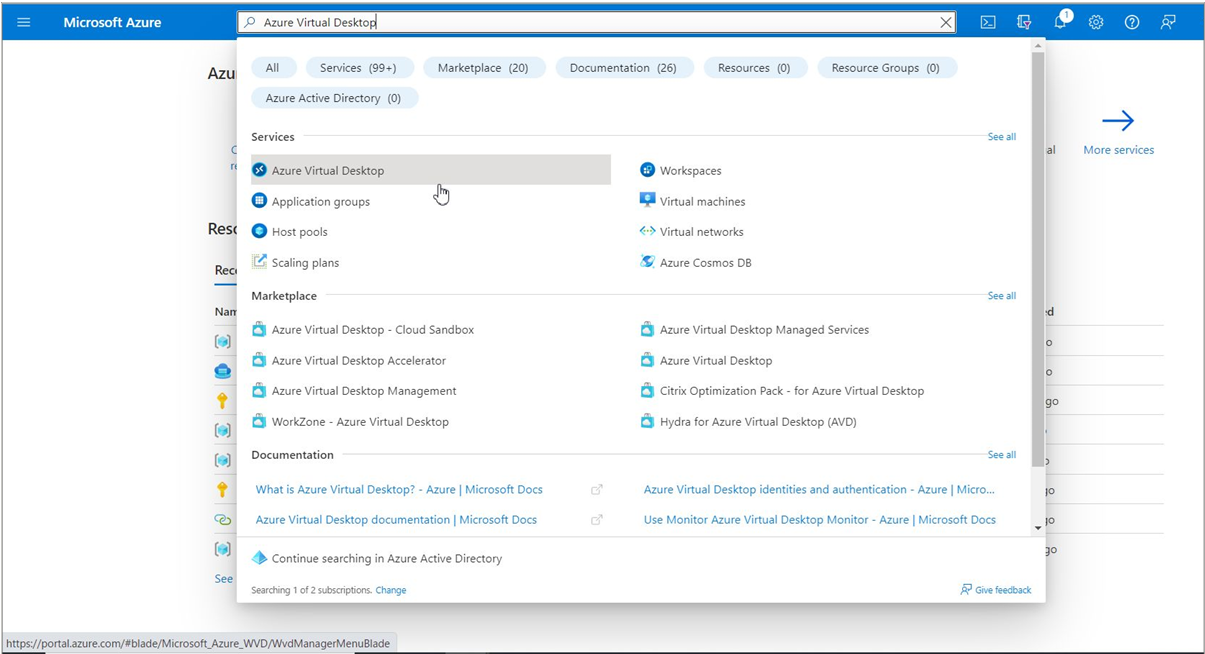 Microsoft Azure
Azure Virtual Desktop
1
All
Services (99+)
Marketplace (20)
Documentation (26)
Resources (0)
Resource Groups (0)
Azure Active Directory (0)
More services
Services
See all
Azure Virtual Desktop
Workspaces
Application groups
Virtual machines
Host pools
Virtual networks
Scaling plans
Azure Cosmos DB
Marketplace
See all
Azure Virtual Desktop - Cloud Sandbox
Azure Virtual Desktop Managed Services
Azure Virtual Desktop Accelerator
Azure Virtual Desktop
Azure Virtual Desktop Management
Citrix Optimization Pack - for Azure Virtual Desktop
WorkZone - Azure Virtual Desktop
Hydra for Azure Virtual Desktop (AVD)
Documentation
See all
What is Azure Virtual Desktop? - Azure | Microsoft Docs
Azure Virtual Desktop identities and authentication - Azure | Micro...
Azure Virtual Desktop documentation | Microsoft Docs
Use Monitor Azure Virtual Desktop Monitor - Azure | Microsoft Docs
Continue searching in Azure Active Directory
See
Searching 1 of 2 subscriptions. Change
Give feedback
https://portal.azure.com/#blade/Microsoft_Azure_WVD/WvdManagerMenuBlade